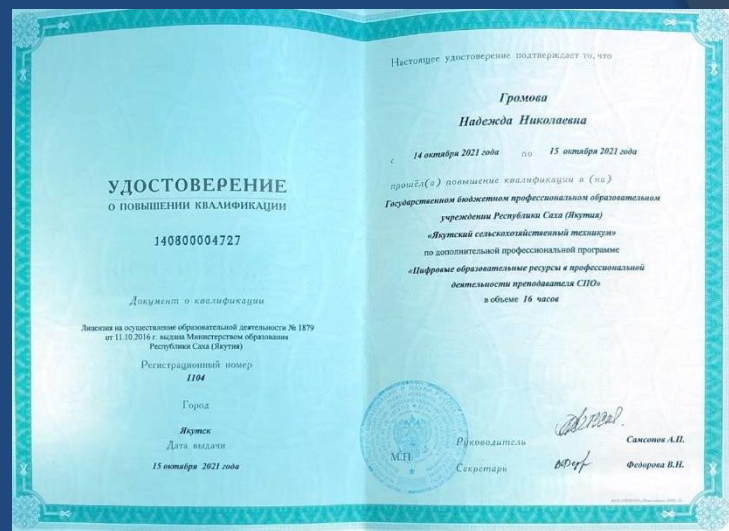 УДОСТОВЕРЕНИЕ
О ПОВЫШЕНИИ КВАЛИФИКАЦИИ
140800004727
Документ о квалификации
Лицензия на осуществление образовательной деятельности № 1879
от 11.10.2016 г. выдана Министерством образования
Республики Саха (Якутия)
Регистрационный номер
1104
Город
Якутск
Дата выдачи
15 октября 2021 года
Настоящее удостоверение подтверждает то, что
Громова
Надежда Николаевна
с 14 октября 2021 года по 15 октября 2021 года
прошёл(а) повышение квалификации в (на)
Государственном бюджетном профессиональном образовательном
учреждении Республики Саха (Якутия)
«Якутский сельскохозяйственный техникум»
по дополнительной профессиональной программе
«Цифровые образовательные ресурсы в профессиональной
деятельности преподавателя СПО»
в объеме 16 часов
М.П.
Руководитель Самсонов А.П.
Секретарь Федорова В.Н.